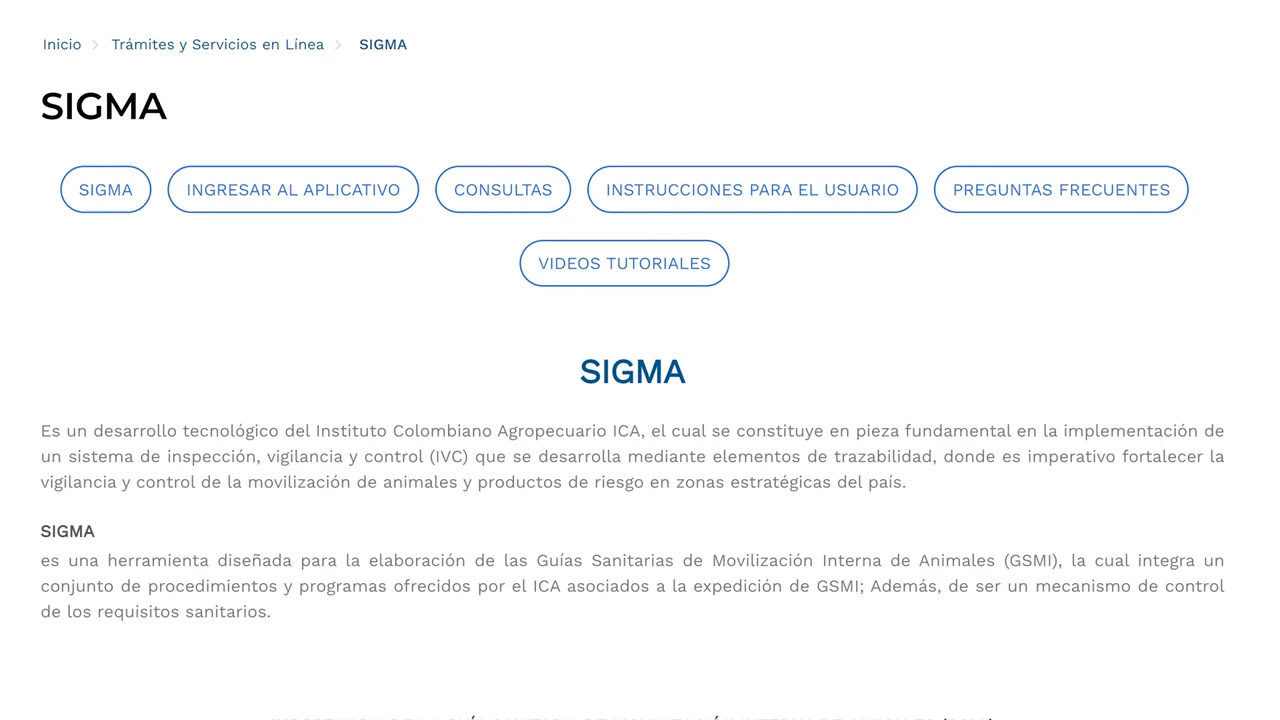 Inicio > Trámites y Servicios en Línea > SIGMA
SIGMA
SIGMA INGRESAR AL APLICATIVO CONSULTAS INSTRUCCIONES PARA EL USUARIO PREGUNTAS FRECUENTES
VIDEOS TUTORIALES
SIGMA
Es un desarrollo tecnológico del Instituto Colombiano Agropecuario ICA, el cual se constituye en pieza fundamental en la implementación de
un sistema de inspección, vigilancia y control (IVC) que se desarrolla mediante elementos de trazabilidad, donde es imperativo fortalecer la
vigilancia y control de la movilización de animales y productos de riesgo en zonas estratégicas del país.
SIGMA
es una herramienta diseñada para la elaboración de las Guías Sanitarias de Movilización Interna de Animales (GSMI), la cual integra un
conjunto de procedimientos y programas ofrecidos por el ICA asociados a la expedición de GSMI; Además, de ser un mecanismo de control
de los requisitos sanitarios.